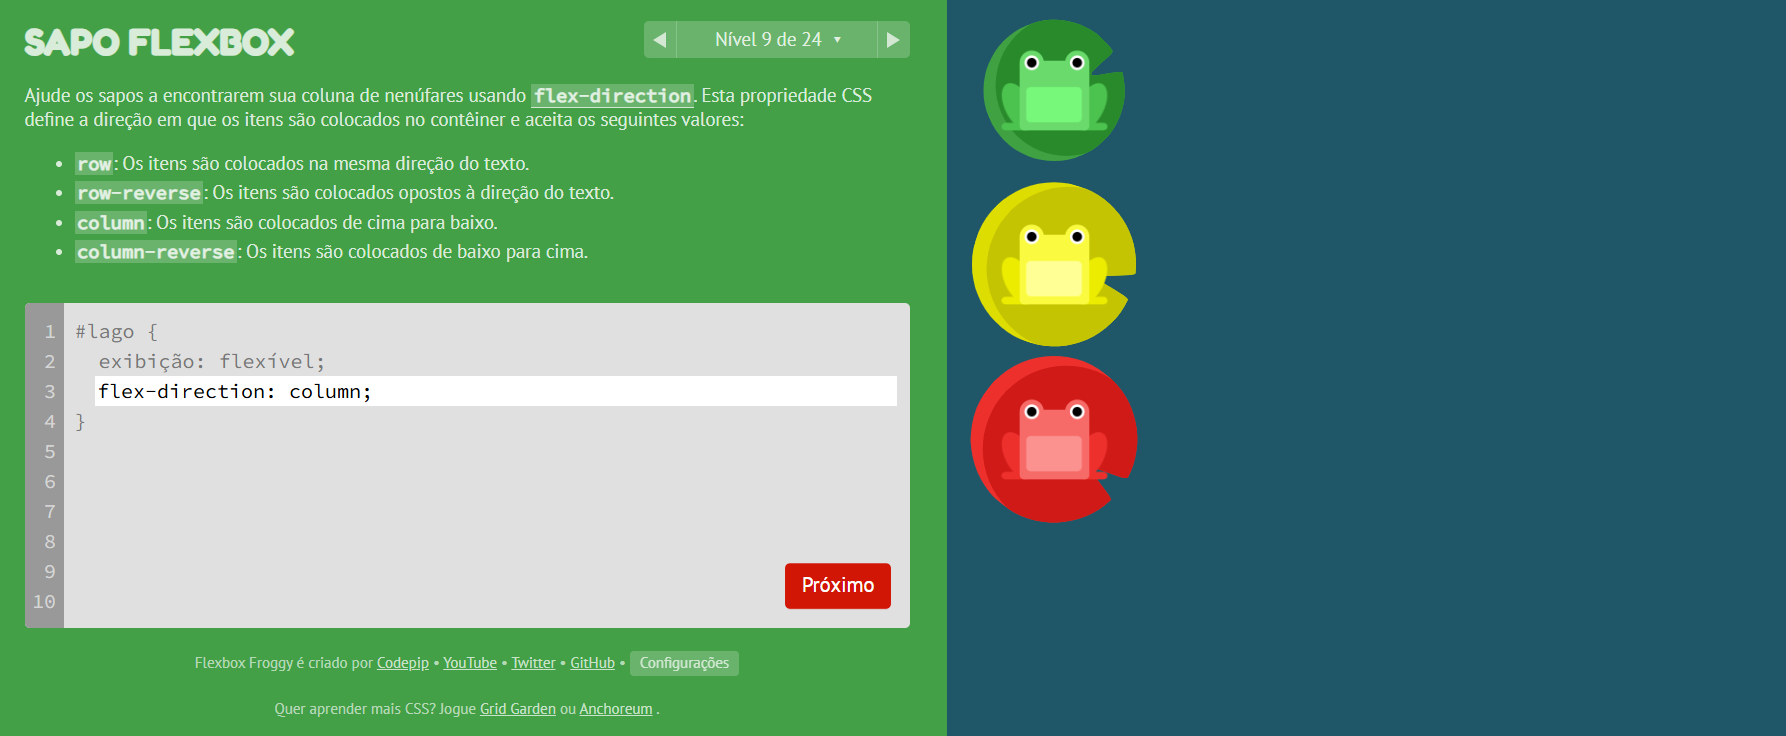 SAPO FLEXBOX
◀ Nível 9 de 24 ▼ ▶
Ajude os sapos a encontrarem sua coluna de nenúfares usando flex-direction. Esta propriedade CSS
define a direção em que os itens são colocados no contêiner e aceita os seguintes valores:
• row: Os itens são colocados na mesma direção do texto.
• row-reverse: Os itens são colocados opostos à direção do texto.
• column: Os itens são colocados de cima para baixo.
• column-reverse: Os itens são colocados de baixo para cima.
1 #lago {
2 exibição: flexível;
3 flex-direction: column;
4 }
5
6
7
8
9
10
Próximo
Flexbox Froggy é criado por Codepip • YouTube • Twitter • GitHub • Configurações
Quer aprender mais CSS? Jogue Grid Garden ou Anchoreum .